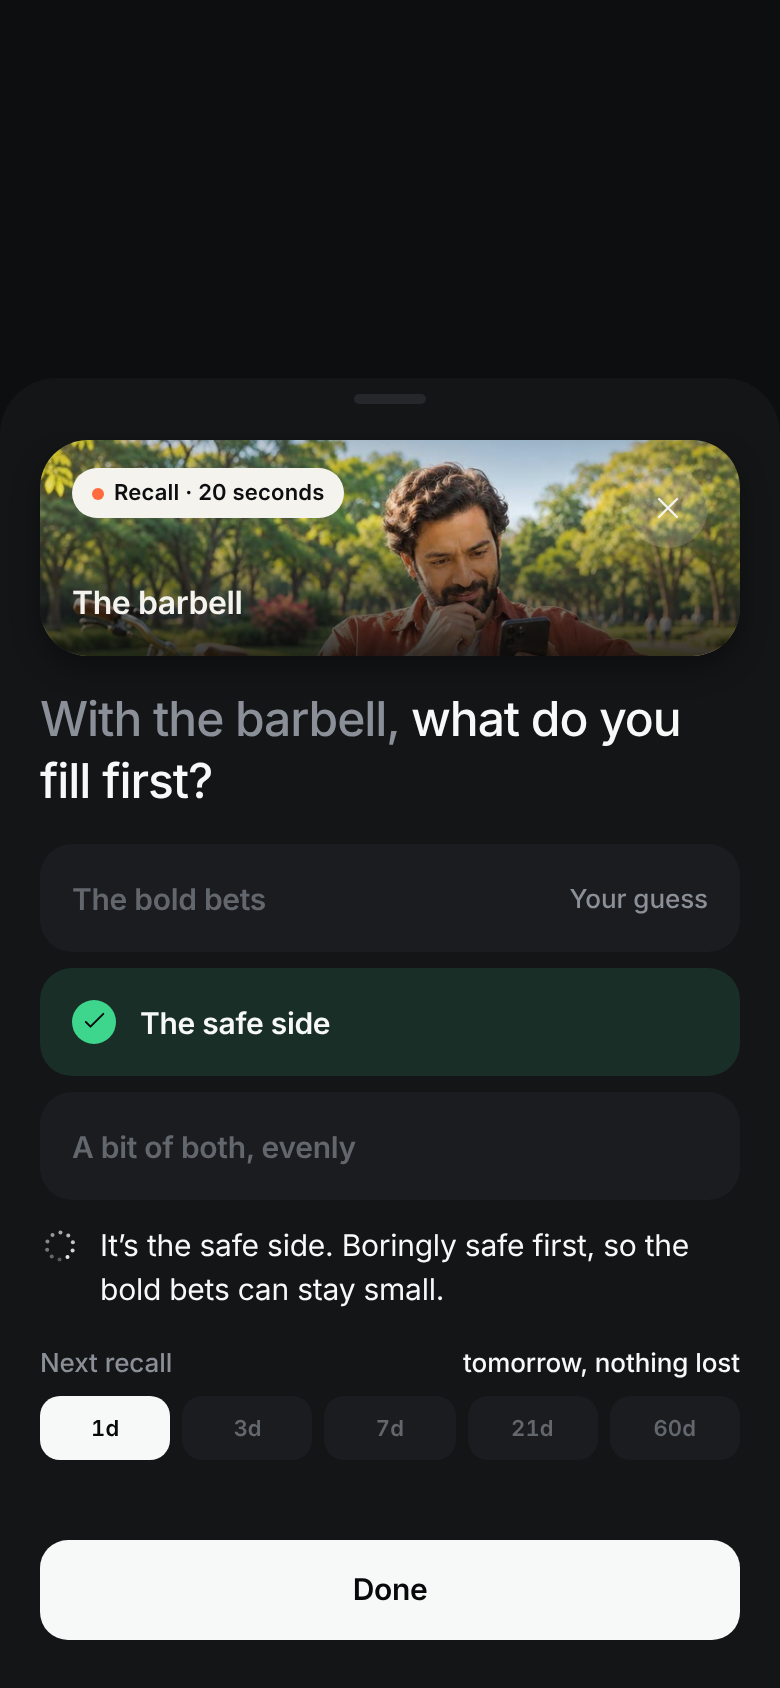 Recall · 20 seconds
The barbell
With the barbell, what do you
fill first?
The bold bets
Your guess
The safe side
A bit of both, evenly
It’s the safe side. Boringly safe first, so the
bold bets can stay small.
Next recall
tomorrow, nothing lost
1d
3d
7d
21d
60d
Done